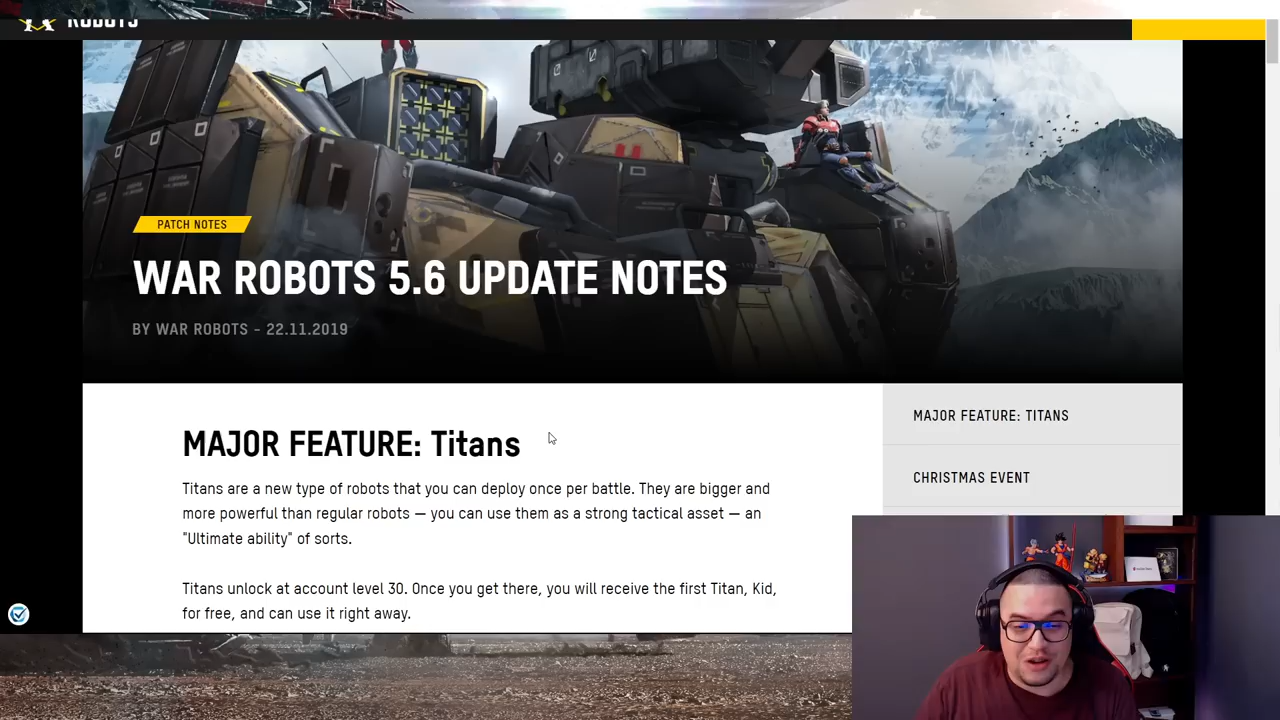 ROBOTS
PATCH NOTES
WAR ROBOTS 5.6 UPDATE NOTES
BY WAR ROBOTS - 22.11.2019
MAJOR FEATURE: Titans
Titans are a new type of robots that you can deploy once per battle. They are bigger and
more powerful than regular robots — you can use them as a strong tactical asset — an
"Ultimate ability" of sorts.
Titans unlock at account level 30. Once you get there, you will receive the first Titan, Kid,
for free, and can use it right away.
MAJOR FEATURE: TITANS
CHRISTMAS EVENT